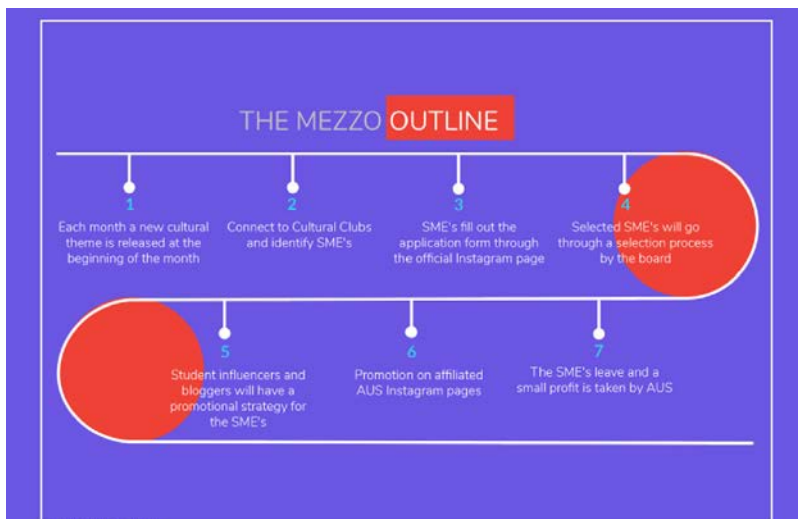 THE MEZZO OUTLINE
1
Each month a new cultural
theme is released at the
beginning of the month
2
Connect to Cultural Clubs
and identify SME's
3
SME's fill out the
application form through
the official Instagram page
4
Selected SME's will go
through a selection process
by the board
5
Student influencers and
bloggers will have a
promotional strategy for
the SME's
6
Promotion on affiliated
AUS Instagram pages
7
The SME's leave and a
small profit is taken by AUS